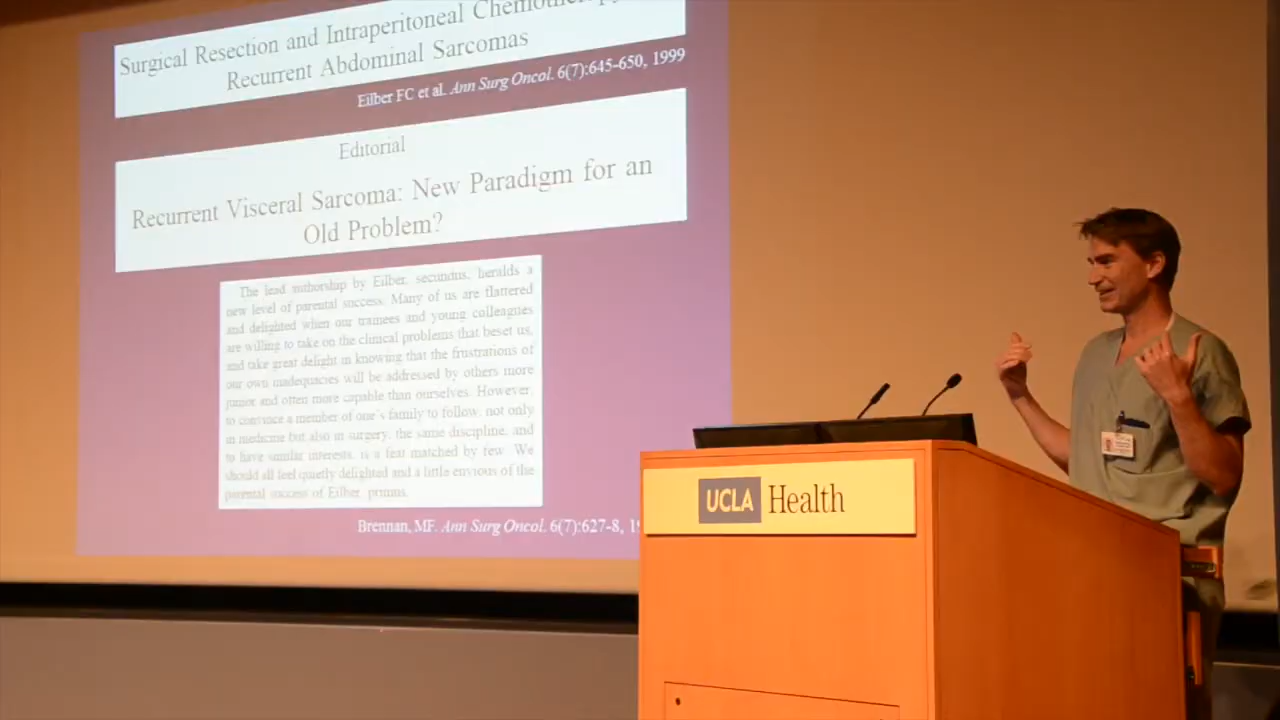 Surgical Resection and Intraperitoneal Chemotherapy
Recurrent Abdominal Sarcomas
Eilber FC et al. Ann Surg Oncol. 6(7):645-650, 1999
Editorial
Recurrent Visceral Sarcoma: New Paradigm for an
Old Problem?
The lead authorship by Eilber, secundus, heralds a
new level of parental success. Many of us are flattered
and delighted when our trainees and young colleagues
are willing to take on the clinical problems that beset us,
and take great delight in knowing that the frustrations of
our own inadequacies will be addressed by others more
junior and often more capable than ourselves. However,
to convince a member of one's family to follow, not only
in medicine but also in surgery, the same discipline, and
to have similar interests, is a feat matched by few. We
should all feel quietly delighted and a little envious of the
parental success of Eilber, primus.
Brennan, MF. Ann Surg Oncol. 6(7):627-8, 19
UCLA Health